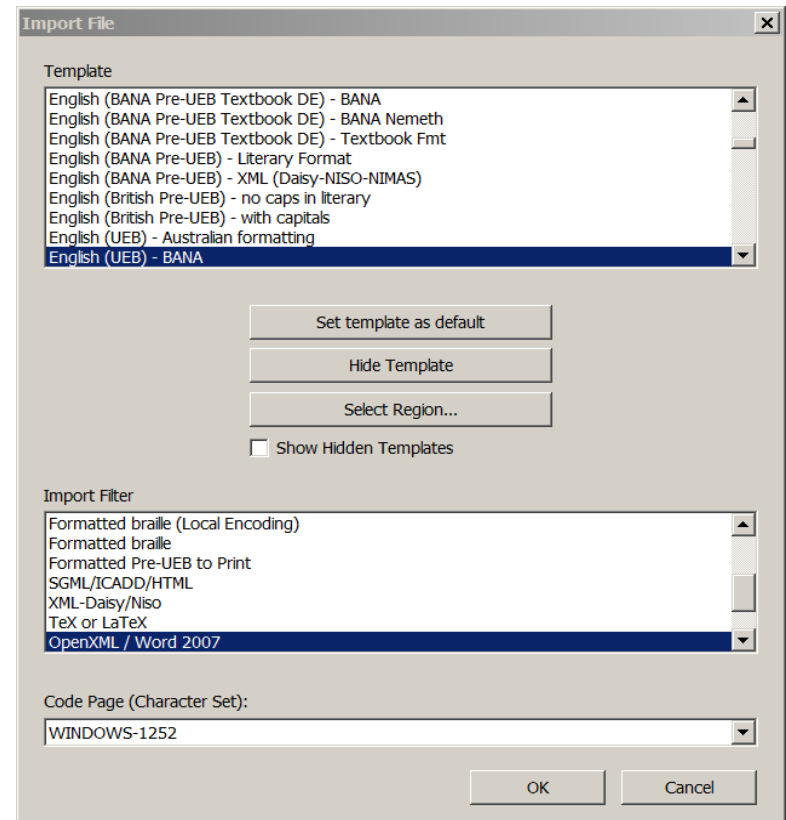 Import File
Template
English (BANA Pre-UEB Textbook DE) - BANA
English (BANA Pre-UEB Textbook DE) - BANA Nemeth
English (BANA Pre-UEB Textbook DE) - Textbook Fmt
English (BANA Pre-UEB) - Literary Format
English (BANA Pre-UEB) - XML (Daisy-NISO-NIMAS)
English (British Pre-UEB) - no caps in literary
English (British Pre-UEB) - with capitals
English (UEB) - Australian formatting
English (UEB) - BANA
Set template as default
Hide Template
Select Region...
Show Hidden Templates
Import Filter
Formatted braille (Local Encoding)
Formatted braille
Formatted Pre-UEB to Print
SGML/ICADD/HTML
XML-Daisy/Niso
TeX or LaTeX
OpenXML / Word 2007
Code Page (Character Set):
WINDOWS-1252
OK
Cancel